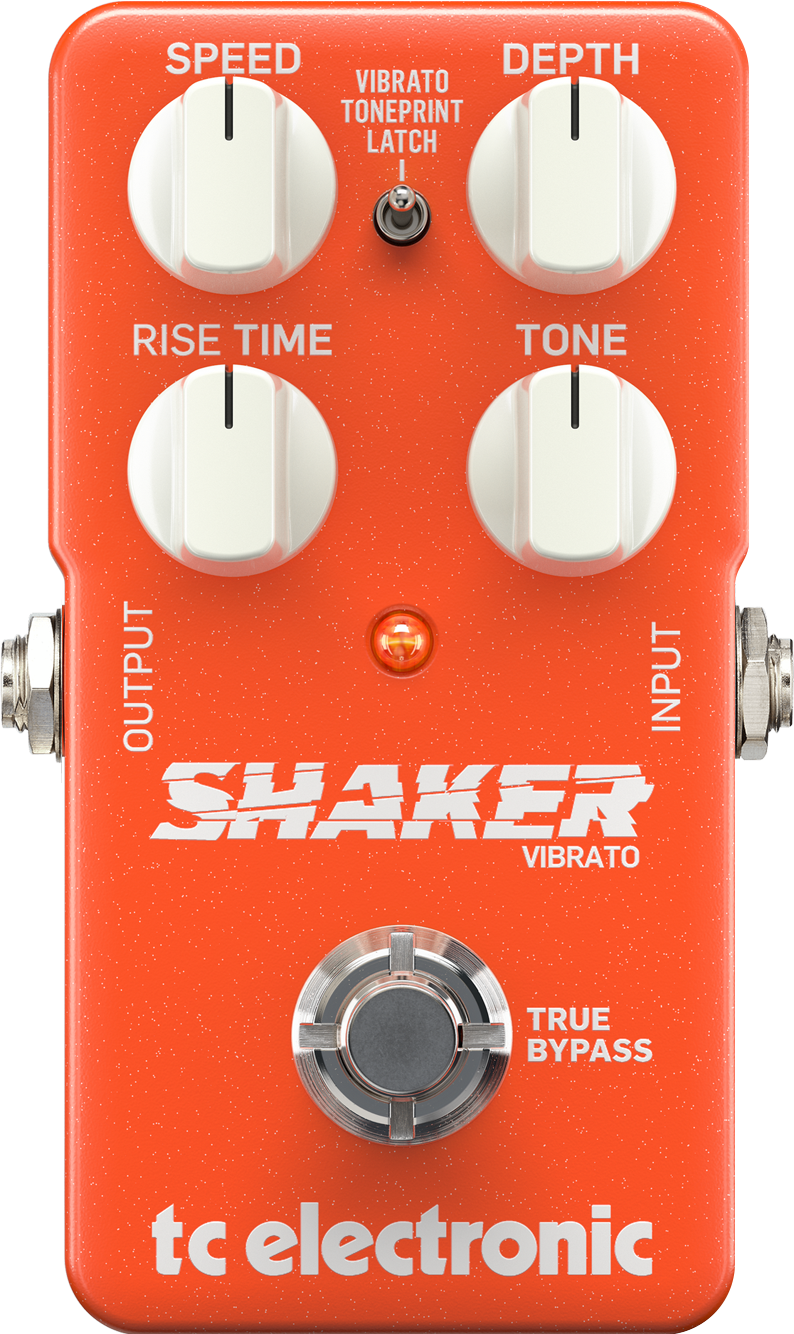 SPEED
DEPTH
VIBRATO
TONEPRINT
LATCH
RISE TIME
TONE
OUTPUT
INPUT
SHAKER
VIBRATO
TRUE
BYPASS
tc electronic